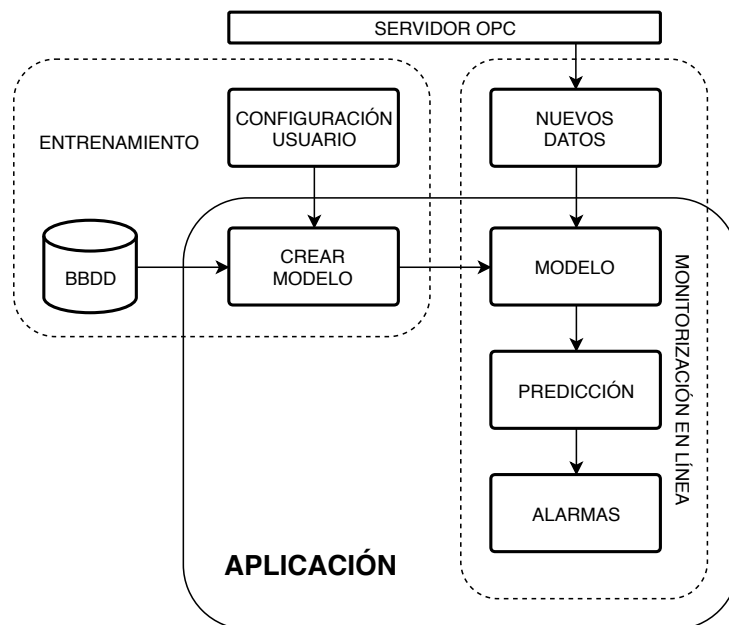 SERVIDOR OPC
ENTRENAMIENTO
CONFIGURACIÓN
USUARIO
NUEVOS
DATOS
BBDD
CREAR
MODELO
MODELO
MONITORIZACIÓN EN LÍNEA
PREDICCIÓN
ALARMAS
APLICACIÓN